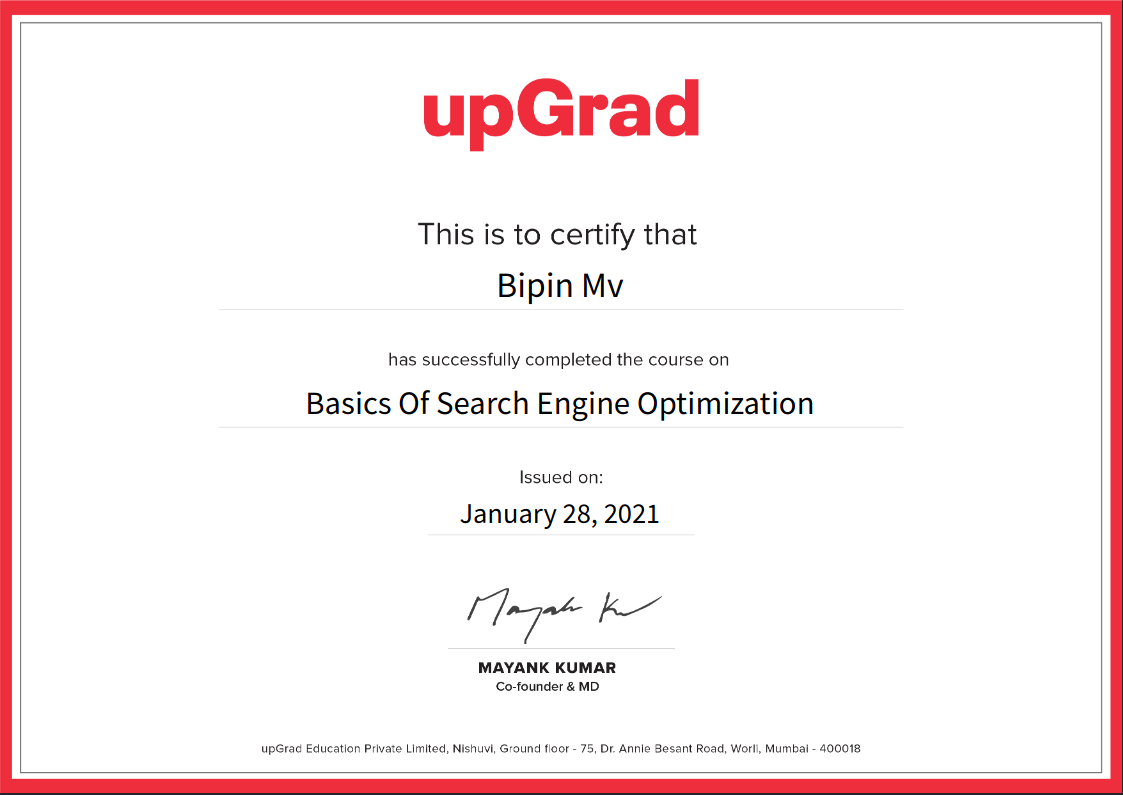 upGrad
This is to certify that
Bipin Mv
has successfully completed the course on
Basics Of Search Engine Optimization
Issued on:
January 28, 2021
Mayank Kumar
MAYANK KUMAR
Co-founder & MD
upGrad Education Private Limited, Nishuvi, Ground floor - 75, Dr. Annie Besant Road, Worli, Mumbai - 400018